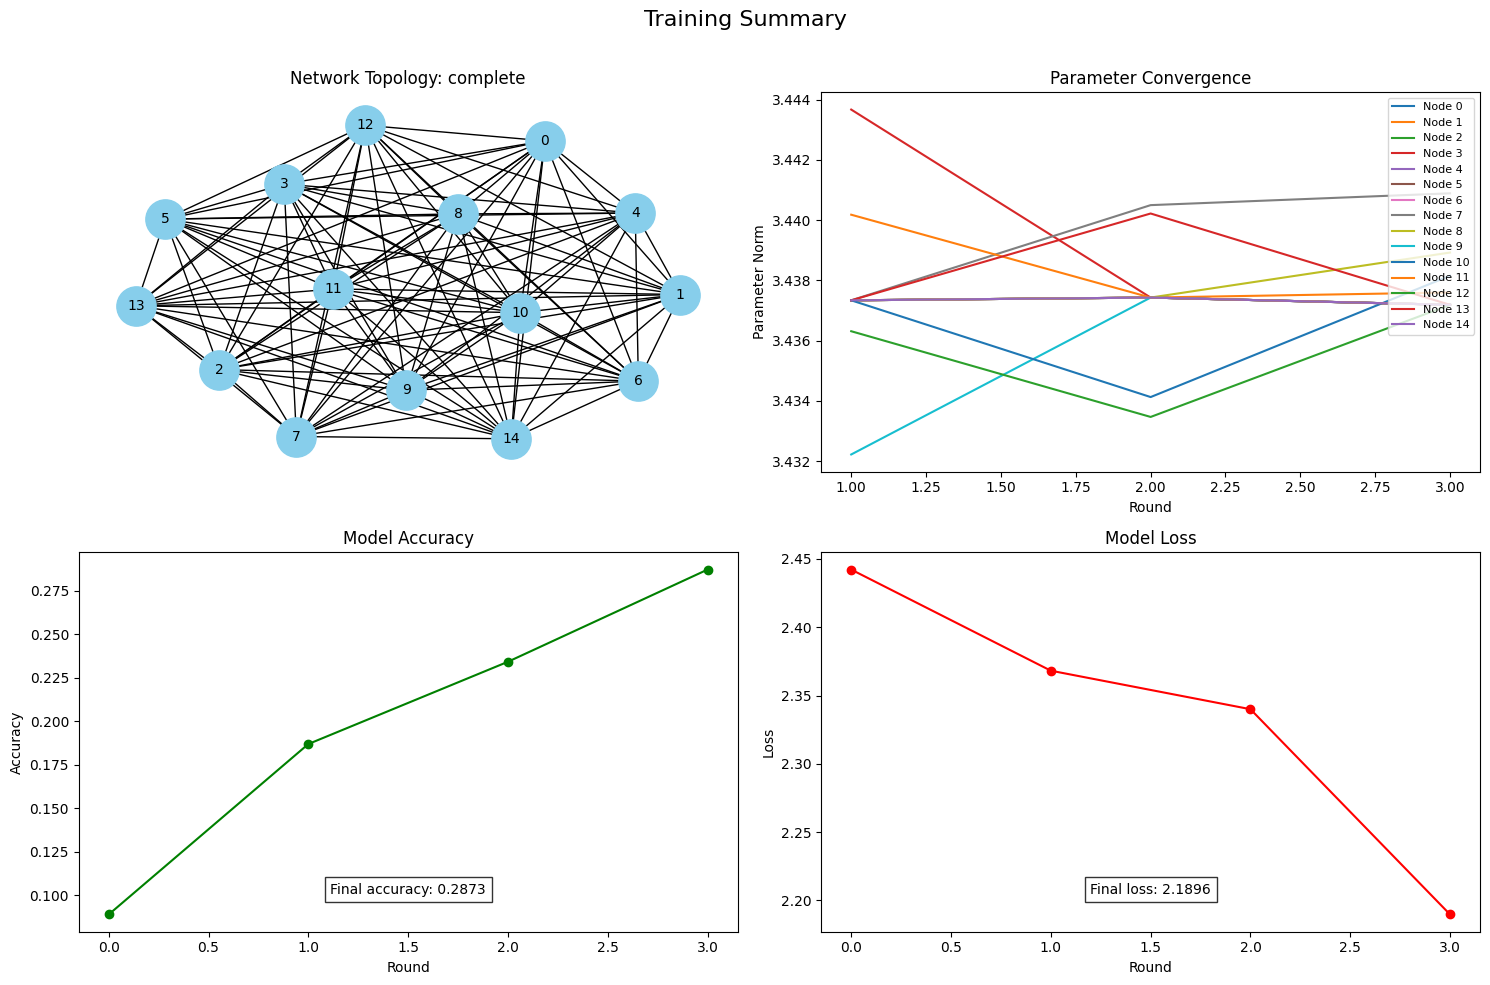 Training Summary
Network Topology: complete
12
0
3
8
4
5
11
1
13
10
2
9
6
7
14
Parameter Convergence
3.444
3.442
3.440
3.438
3.436
3.434
3.432
Parameter Norm
Node 0
Node 1
Node 2
Node 3
Node 4
Node 5
Node 6
Node 7
Node 8
Node 9
Node 10
Node 11
Node 12
Node 13
Node 14
1.00 1.25 1.50 1.75 2.00 2.25 2.50 2.75 3.00
Round
Model Accuracy
0.275
0.250
0.225
0.200
0.175
0.150
0.125
0.100
Accuracy
Final accuracy: 0.2873
0.0 0.5 1.0 1.5 2.0 2.5 3.0
Round
Model Loss
2.45
2.40
2.35
2.30
2.25
2.20
Loss
Final loss: 2.1896
0.0 0.5 1.0 1.5 2.0 2.5 3.0
Round